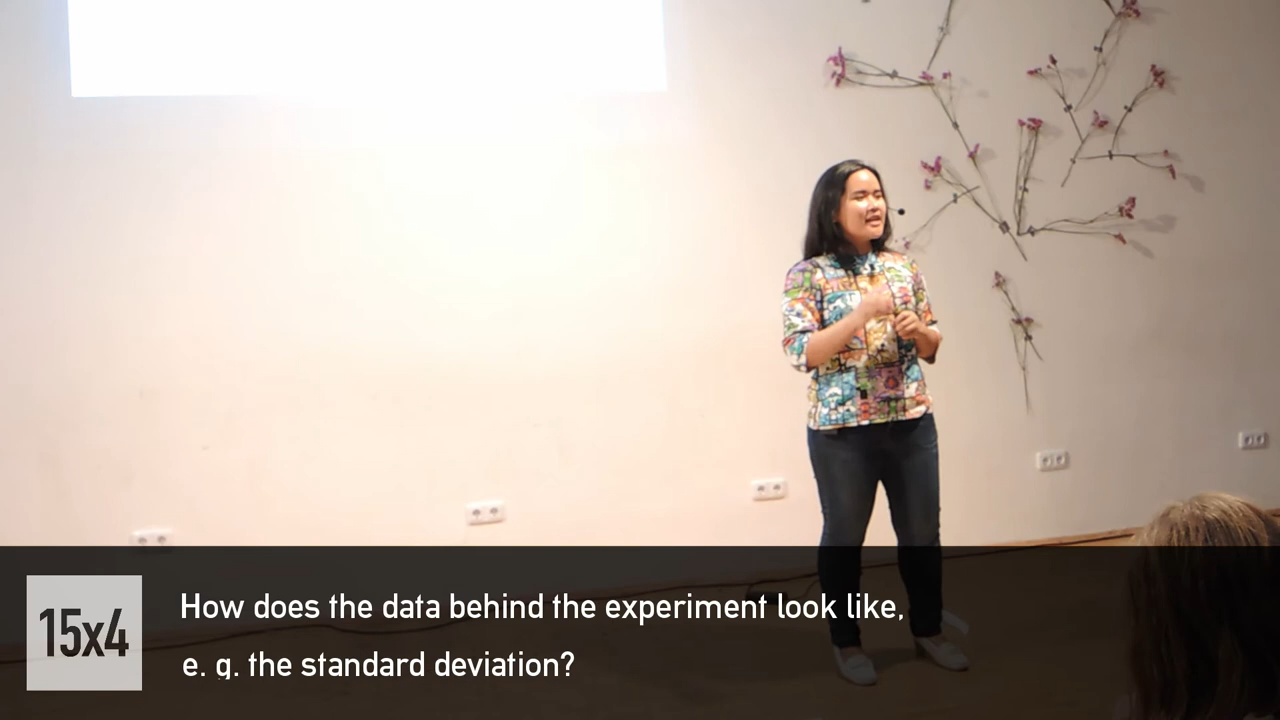 15x4
How does the data behind the experiment look like,
e. g. the standard deviation?